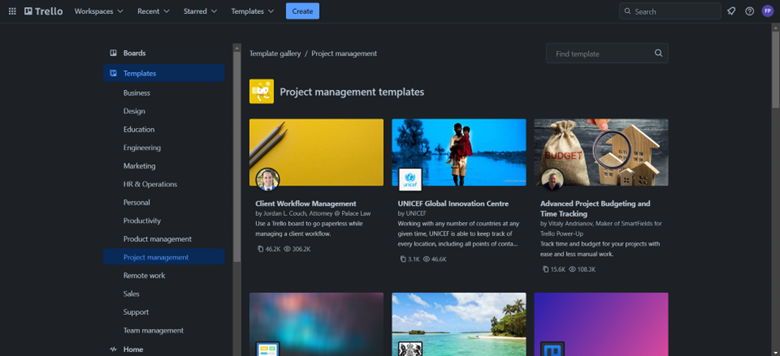 Trello
Workspaces
Recent
Starred
Templates
Create
Search
FP
Boards
Templates
Business
Design
Education
Engineering
Marketing
HR & Operations
Personal
Productivity
Product management
Project management
Remote work
Sales
Support
Team management
Home
Template gallery / Project management
Find template
Project management templates
Client Workflow Management
by Jordan L. Couch, Attorney @ Palace Law
Use a Trello board to go paperless while
managing a client workflow.
46.2K 306.2K
unicef
UNICEF Global Innovation Centre
by UNICEF
Working with any number of countries at any
given time, UNICEF is able to keep track of
every location, including all points of conta...
3.1K 46.6K
BUDGET
Advanced Project Budgeting and
Time Tracking
by Vitaly Andrianov, Maker of SmartFields for
Trello Power-Up
Track time and budget for your projects with
ease and less manual work.
15.6K 108.3K